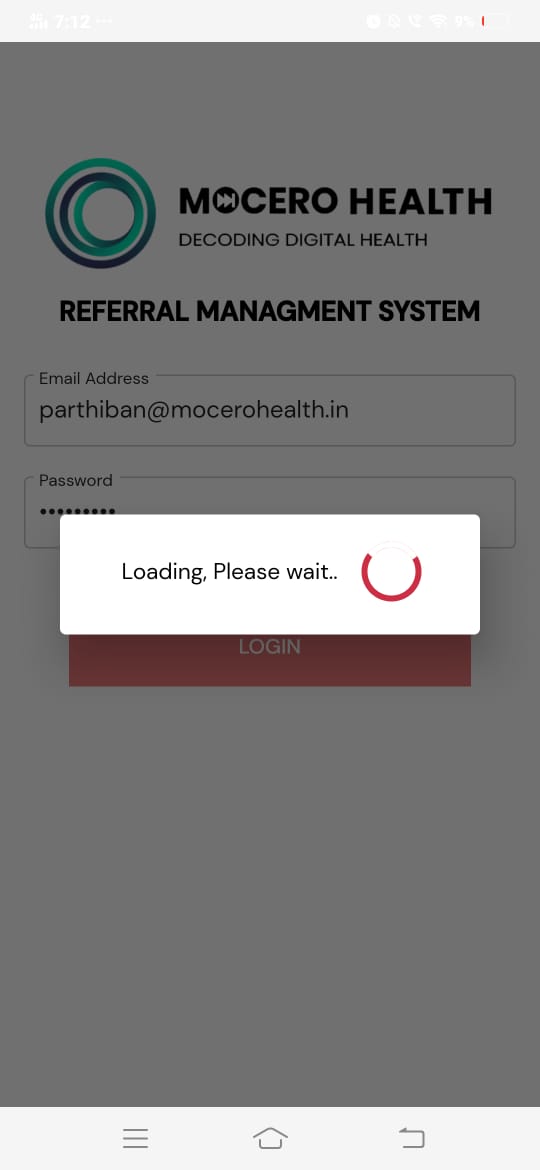 4G 7:12 ... 9%
MOCERO HEALTH
DECODING DIGITAL HEALTH
REFERRAL MANAGMENT SYSTEM
Email Address
parthiban@mocerohealth.in
Password
•••••••••
Loading, Please wait..
LOGIN